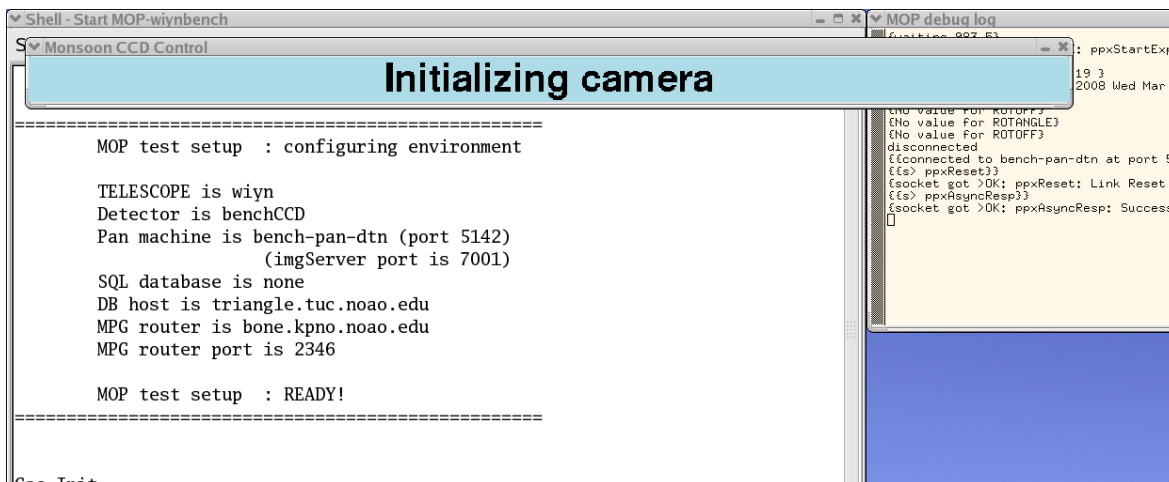 Shell - Start MOP-wiynbench
Monsoon CCD Control
Initializing camera
==================================================
MOP test setup : configuring environment
TELESCOPE is wiyn
Detector is benchCCD
Pan machine is bench-pan-dtn (port 5142)
(imgServer port is 7001)
SQL database is none
DB host is triangle.tuc.noao.edu
MPG router is bone.kpno.noao.edu
MPG router port is 2346
MOP test setup : READY!
==================================================
MOP debug log
: ppxStartExp
19 }
2008 Wed Mar
{No value for ROTOFF}
{No value for ROTANGLE}
{No value for ROTOFF}
disconnected
{{connected to bench-pan-dtn at port 5
{{s> ppxReset}}
{socket got >OK: ppxReset: Link Reset
{{s> ppxAsyncResp}}
{socket got >OK: ppxAsyncResp: Success